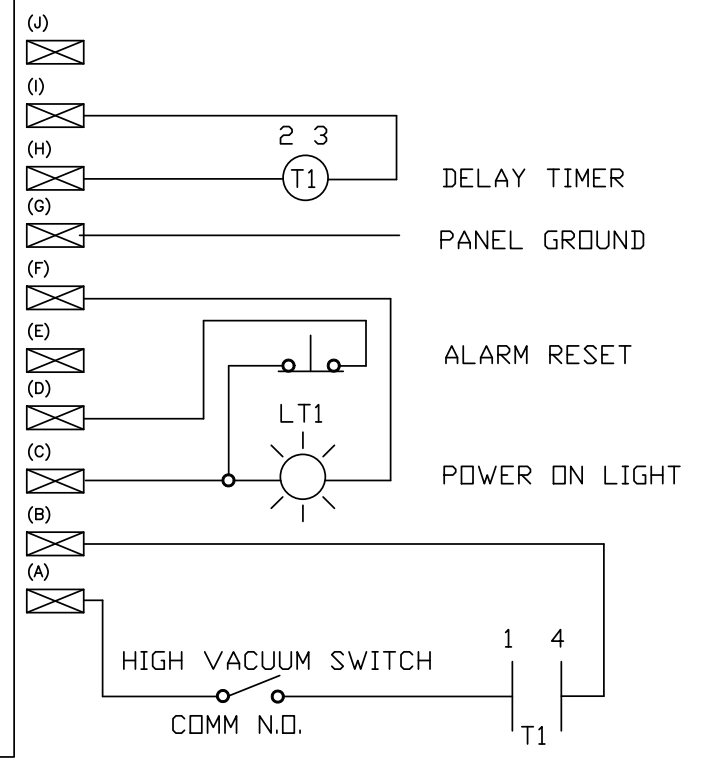 (J)
(I)
2 3
(H)
T1
DELAY TIMER
(G)
PANEL GROUND
(F)
(E)
ALARM RESET
(D)
LT1
(C)
POWER ON LIGHT
(B)
(A)
1 4
HIGH VACUUM SWITCH
COMM N.O.
T1